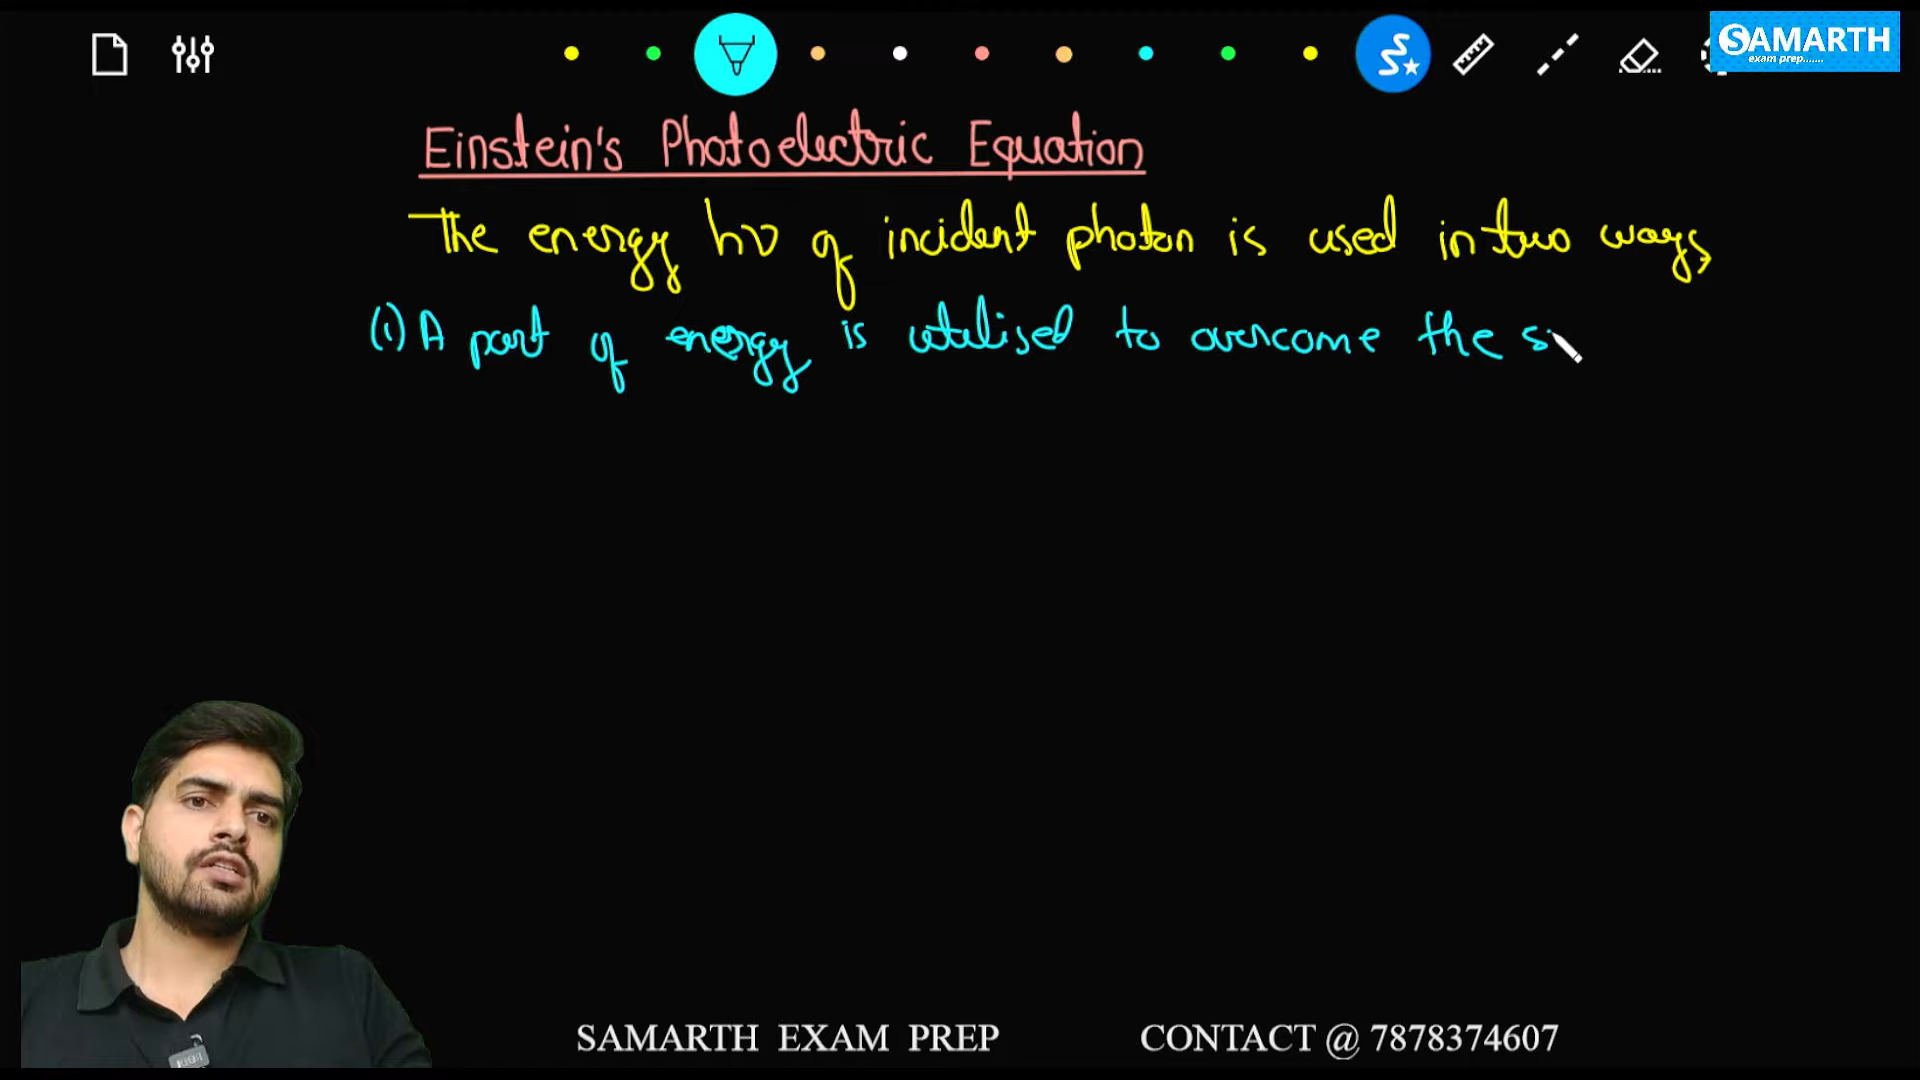 SAMARTH
exam prep.......
Einstein's Photoelectric Equation
The energy hν of incident photon is used in two ways,
(1) A part of energy is utilised to overcome the s
SAMARTH EXAM PREP CONTACT @ 7878374607